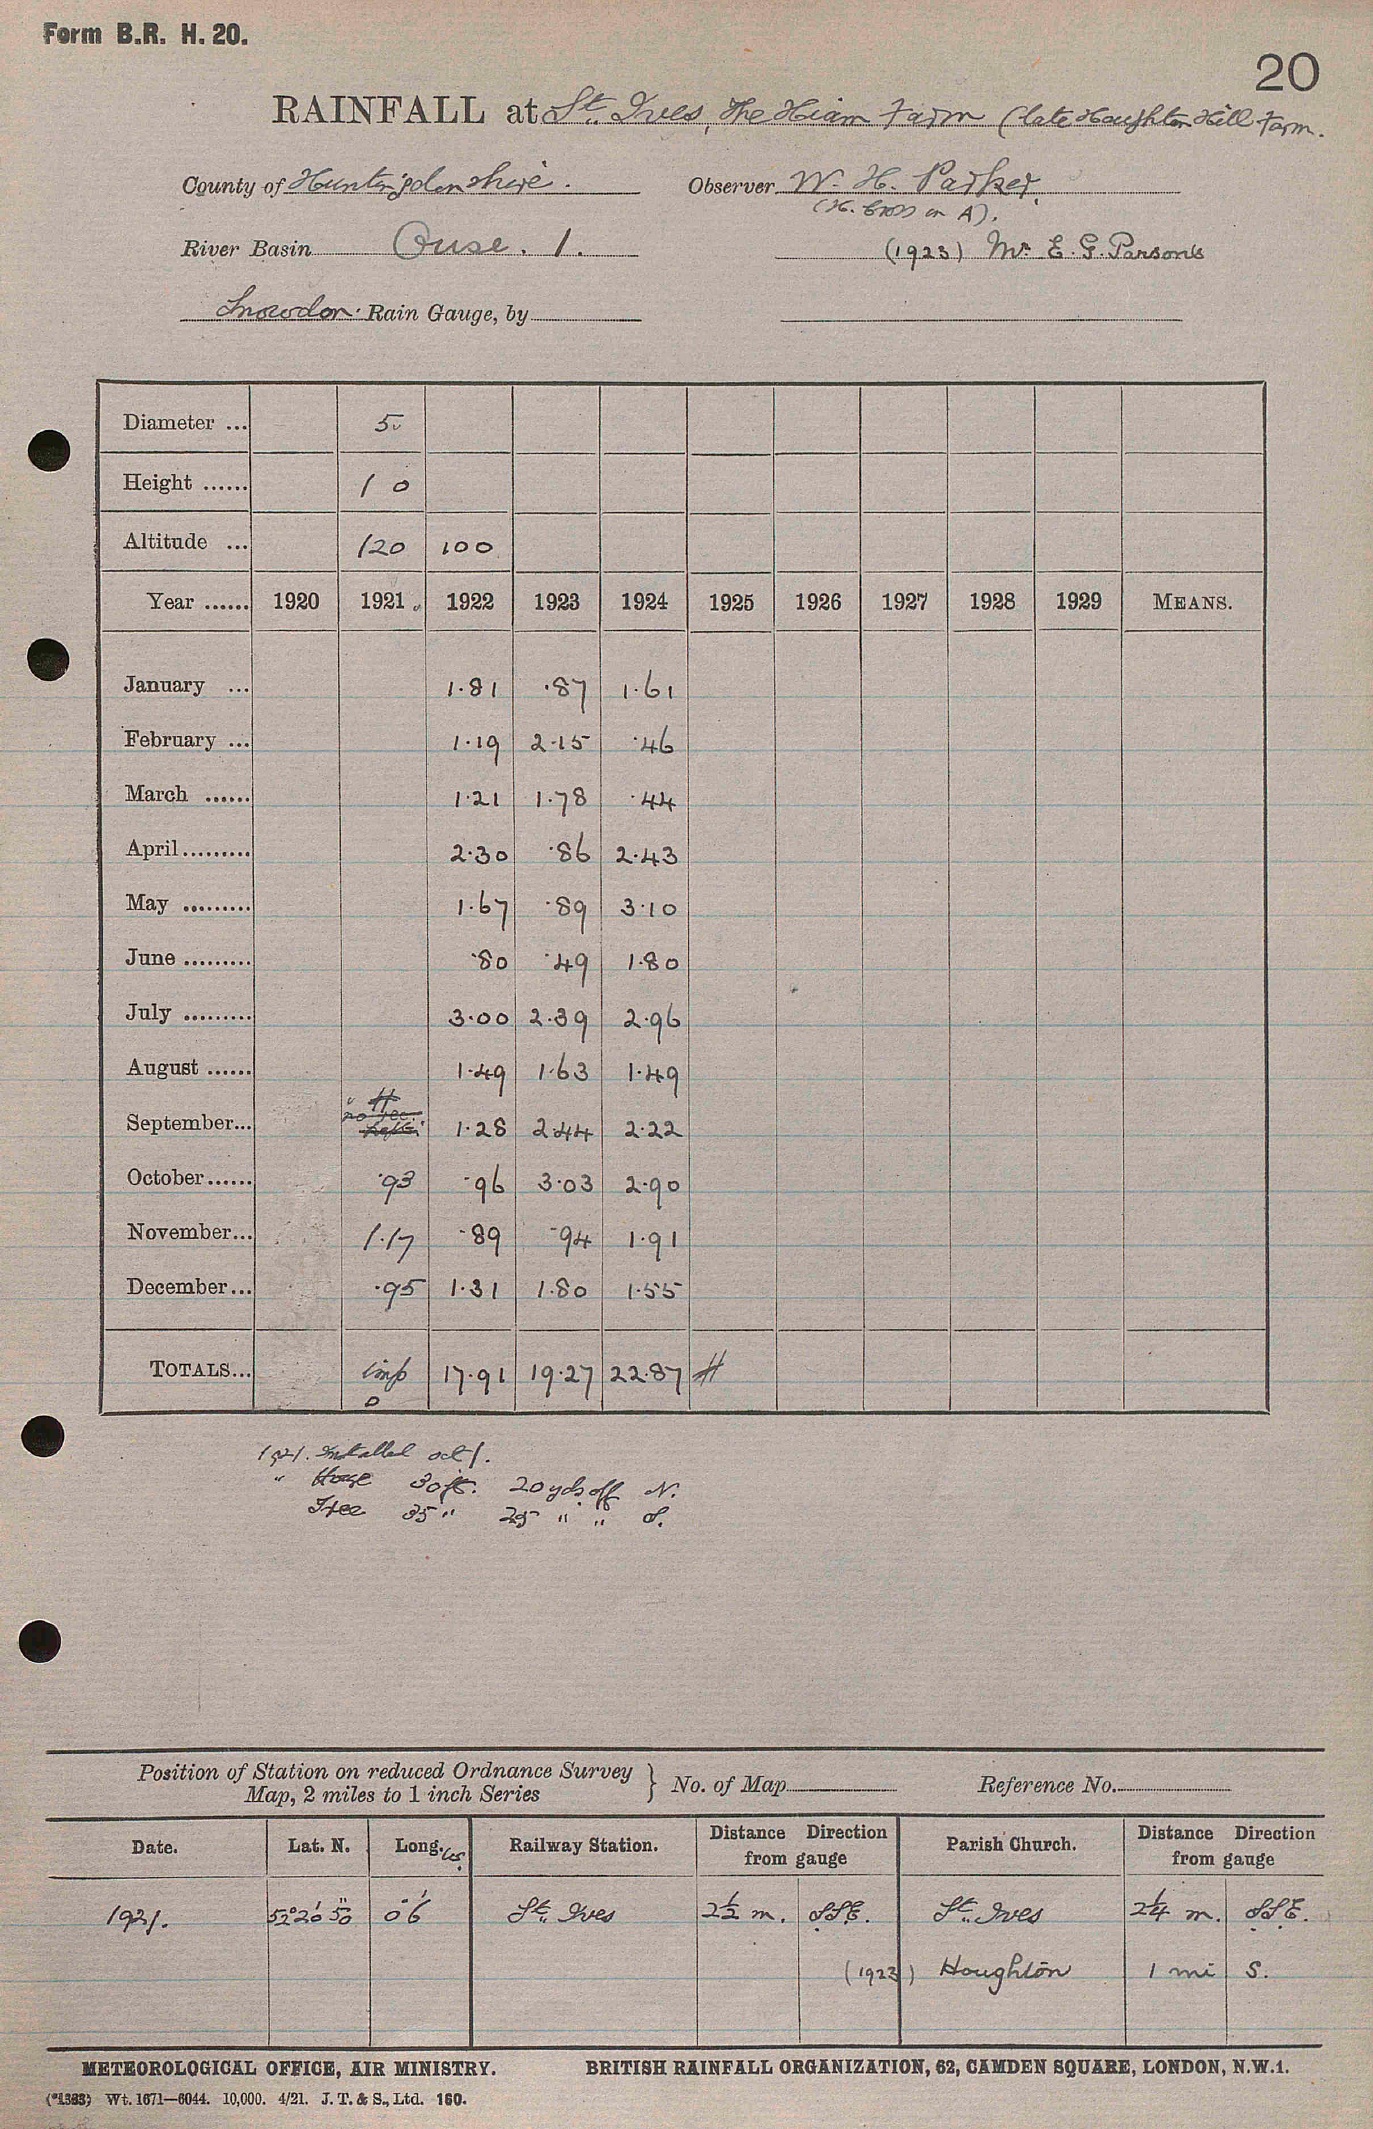 Form B.R. H. 20.
20
RAINFALL at St. Ives, The Hiam Farm (late Houghton Hill Farm.
County of Huntingdonshire. Observer W. H. Parker.
(H. Cross on A).
River Basin Ouse. 1. (1923) Mr. E. G. Parsons
Snowdon Rain Gauge, by
Diameter ... 5
Height ...... 1 0
Altitude ... 120 100
Year ...... 1920 1921 1922 1923 1924 1925 1926 1927 1928 1929 MEANS.
January ... 1.81 .87 1.61
February ... 1.19 2.15 .46
March ...... 1.21 1.78 .44
April ......... 2.30 .86 2.43
May ......... 1.67 .89 3.10
June ......... .80 .49 1.80
July ......... 3.00 2.39 2.96
August ...... 1.49 1.63 1.49
September... 1.28 2.44 2.22
October ...... .93 .96 3.03 2.90
November... 1.17 .89 .94 1.91
December... .95 1.31 1.80 1.55
TOTALS... imp 17.91 19.27 22.87 #
o
1921. Installed oct 1.
" House 30 ft. 20 yds off N.
Tree 35 " 25 " " S.
Position of Station on reduced Ordnance Survey
Map, 2 miles to 1 inch Series } No. of Map Reference No.
Date. Lat. N. Long. W. Railway Station. Distance Direction from gauge Parish Church. Distance Direction from gauge
1921. 52° 20' 50" 0° 6' St. Ives 2½ m. SSE. St. Ives 2¼ m. SSE.
(1923) Houghton 1 mi S.
METEOROLOGICAL OFFICE, AIR MINISTRY. BRITISH RAINFALL ORGANIZATION, 62, CAMDEN SQUARE, LONDON, N.W.1.
(*1383) Wt. 1671—6044. 10,000. 4/21. J. T. & S., Ltd. 160.